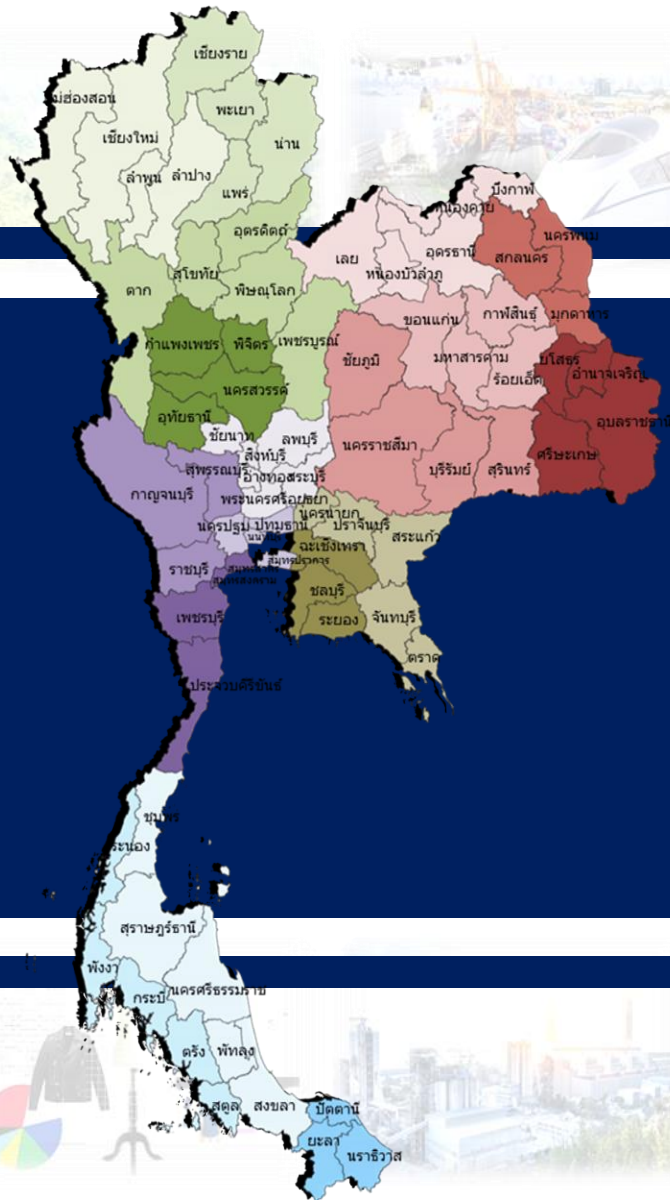 เชียงราย
แม่ฮ่องสอน
พะเยา
เชียงใหม่
น่าน
ลำพูน
ลำปาง
แพร่
อุตรดิตถ์
ตาก
สุโขทัย
พิษณุโลก
กำแพงเพชร
พิจิตร
เพชรบูรณ์
นครสวรรค์
อุทัยธานี
บึงกาฬ
หนองคาย
นครพนม
เลย
อุดรธานี
สกลนคร
หนองบัวลำภู
ขอนแก่น
กาฬสินธุ์
มุกดาหาร
ชัยภูมิ
มหาสารคาม
ร้อยเอ็ด
ยโสธร
อำนาจเจริญ
อุบลราชธานี
นครราชสีมา
บุรีรัมย์
สุรินทร์
ศรีษะเกษ
ชัยนาท
ลพบุรี
สิงห์บุรี
สุพรรณบุรี
อ่างทอง
สระบุรี
กาญจนบุรี
พระนครศรีอยุธยา
นครนายก
นครปฐม
ปทุมธานี
ปราจีนบุรี
สระแก้ว
ฉะเชิงเทรา
สมุทรปราการ
ราชบุรี
สมุทรสงคราม
ชลบุรี
เพชรบุรี
ระยอง
จันทบุรี
ตราด
ประจวบคีรีขันธ์
ชุมพร
ระนอง
สุราษฎร์ธานี
พังงา
กระบี่
นครศรีธรรมราช
ตรัง
พัทลุง
สตูล
สงขลา
ปัตตานี
ยะลา
นราธิวาส